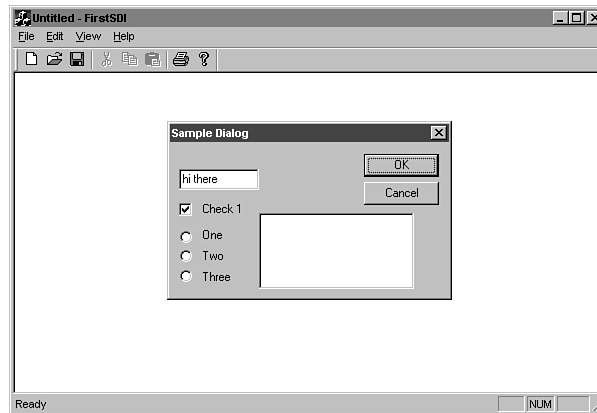 Untitled - FirstSDI
File Edit View Help
Sample Dialog
OK
hi there
Cancel
Check 1
One
Two
Three
Ready
NUM